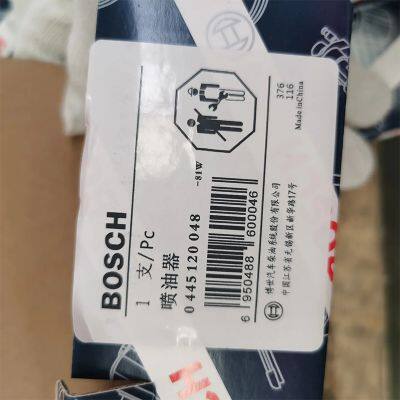 BOSCH
1 支/Pc
喷油器
0 445120 048
-81W
6 950488 600046
376
116
Made in China
博世汽车柴油系统股份有限公司
中国江苏省无锡新区新华路17号